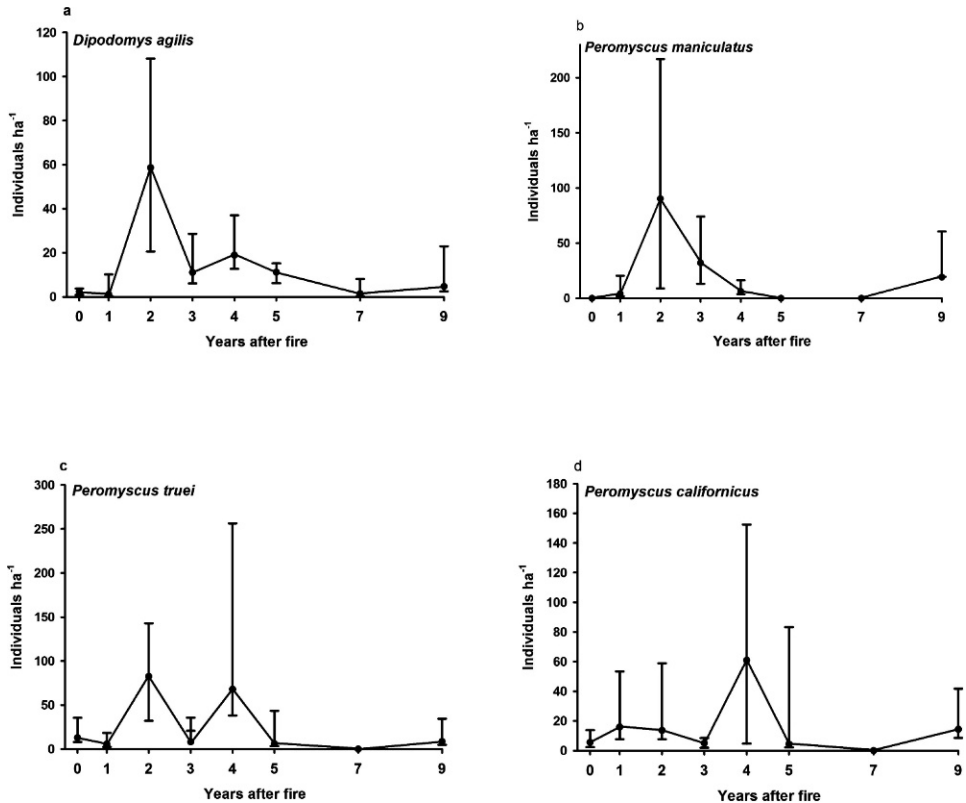 a
Dipodomys agilis
120
100
80
60
40
20
0
Individuals ha⁻¹
0 1 2 3 4 5 7 9
Years after fire
b
Peromyscus maniculatus
200
150
100
50
0
Individuals ha⁻¹
0 1 2 3 4 5 7 9
Years after fire
c
Peromyscus truei
300
250
200
150
100
50
0
Individuals ha⁻¹
0 1 2 3 4 5 7 9
Years after fire
d
Peromyscus californicus
180
160
140
120
100
80
60
40
20
0
Individuals ha⁻¹
0 1 2 3 4 5 7 9
Years after fire